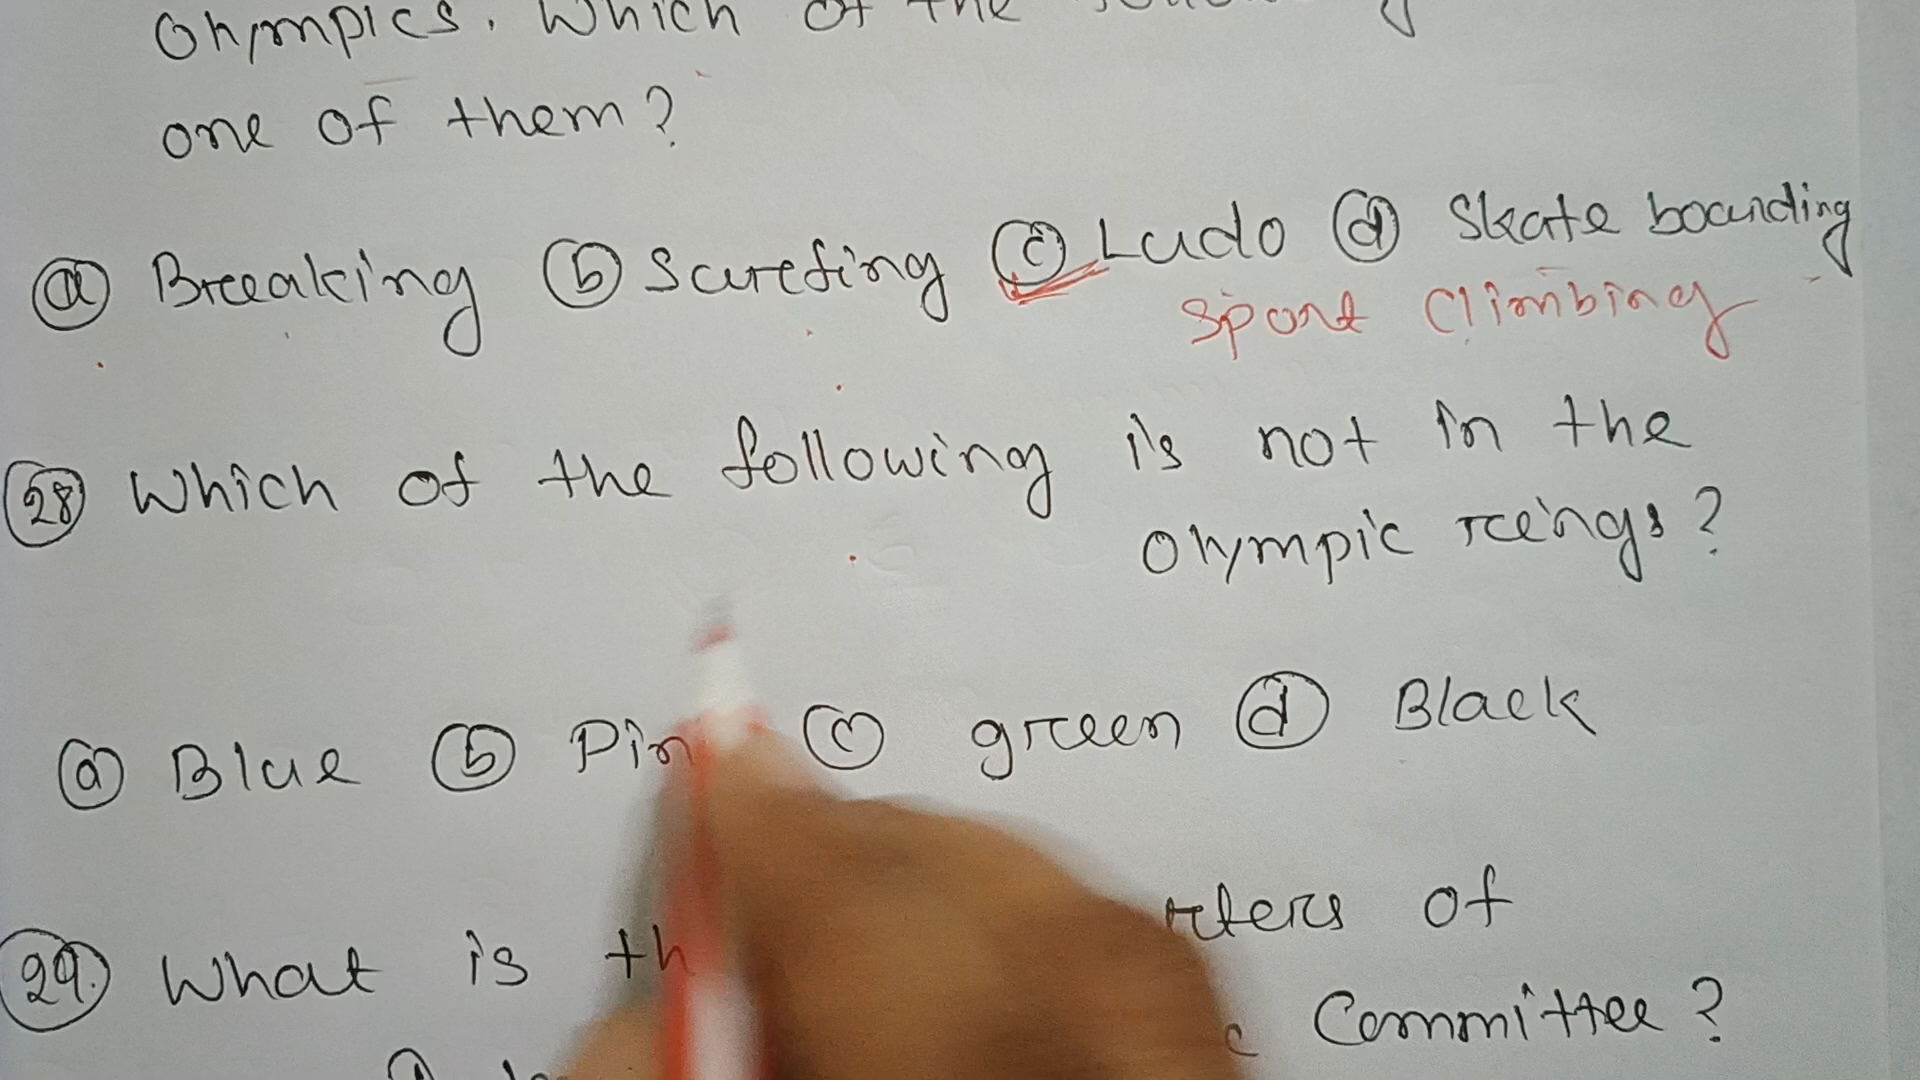 Olympics. Which of the following
one of them?
(a) Breaking (b) Surfing (c) Ludo (d) Skate boarding
Sport Climbing
(28) Which of the following is not in the
Olympic rings?
(a) Blue (b) Pin (c) green (d) Black
(29.) What is th of
Committee?